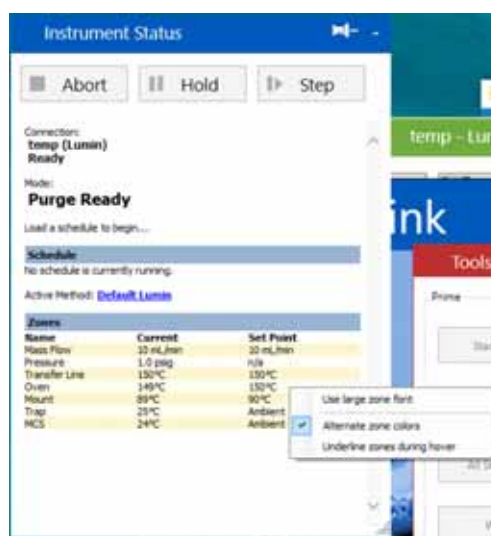 Instrument Status
Abort
Hold
Step
Connection:
temp (Lumin)
Ready
Mode:
Purge Ready
Load a schedule to begin...
Schedule
No schedule is currently running.
Active Method: Default Lumin
Zones
Name Current Set Point
Mass Flow 10 mL/min 10 mL/min
Pressure 1.0 psig n/a
Transfer Line 150°C 150°C
Oven 149°C 150°C
Mount 89°C 90°C
Trap 25°C Ambient
MCS 24°C Ambient
Use large zone font
Alternate zone colors
Underline zones during hover
temp - Lu
ink
Tools
Prime